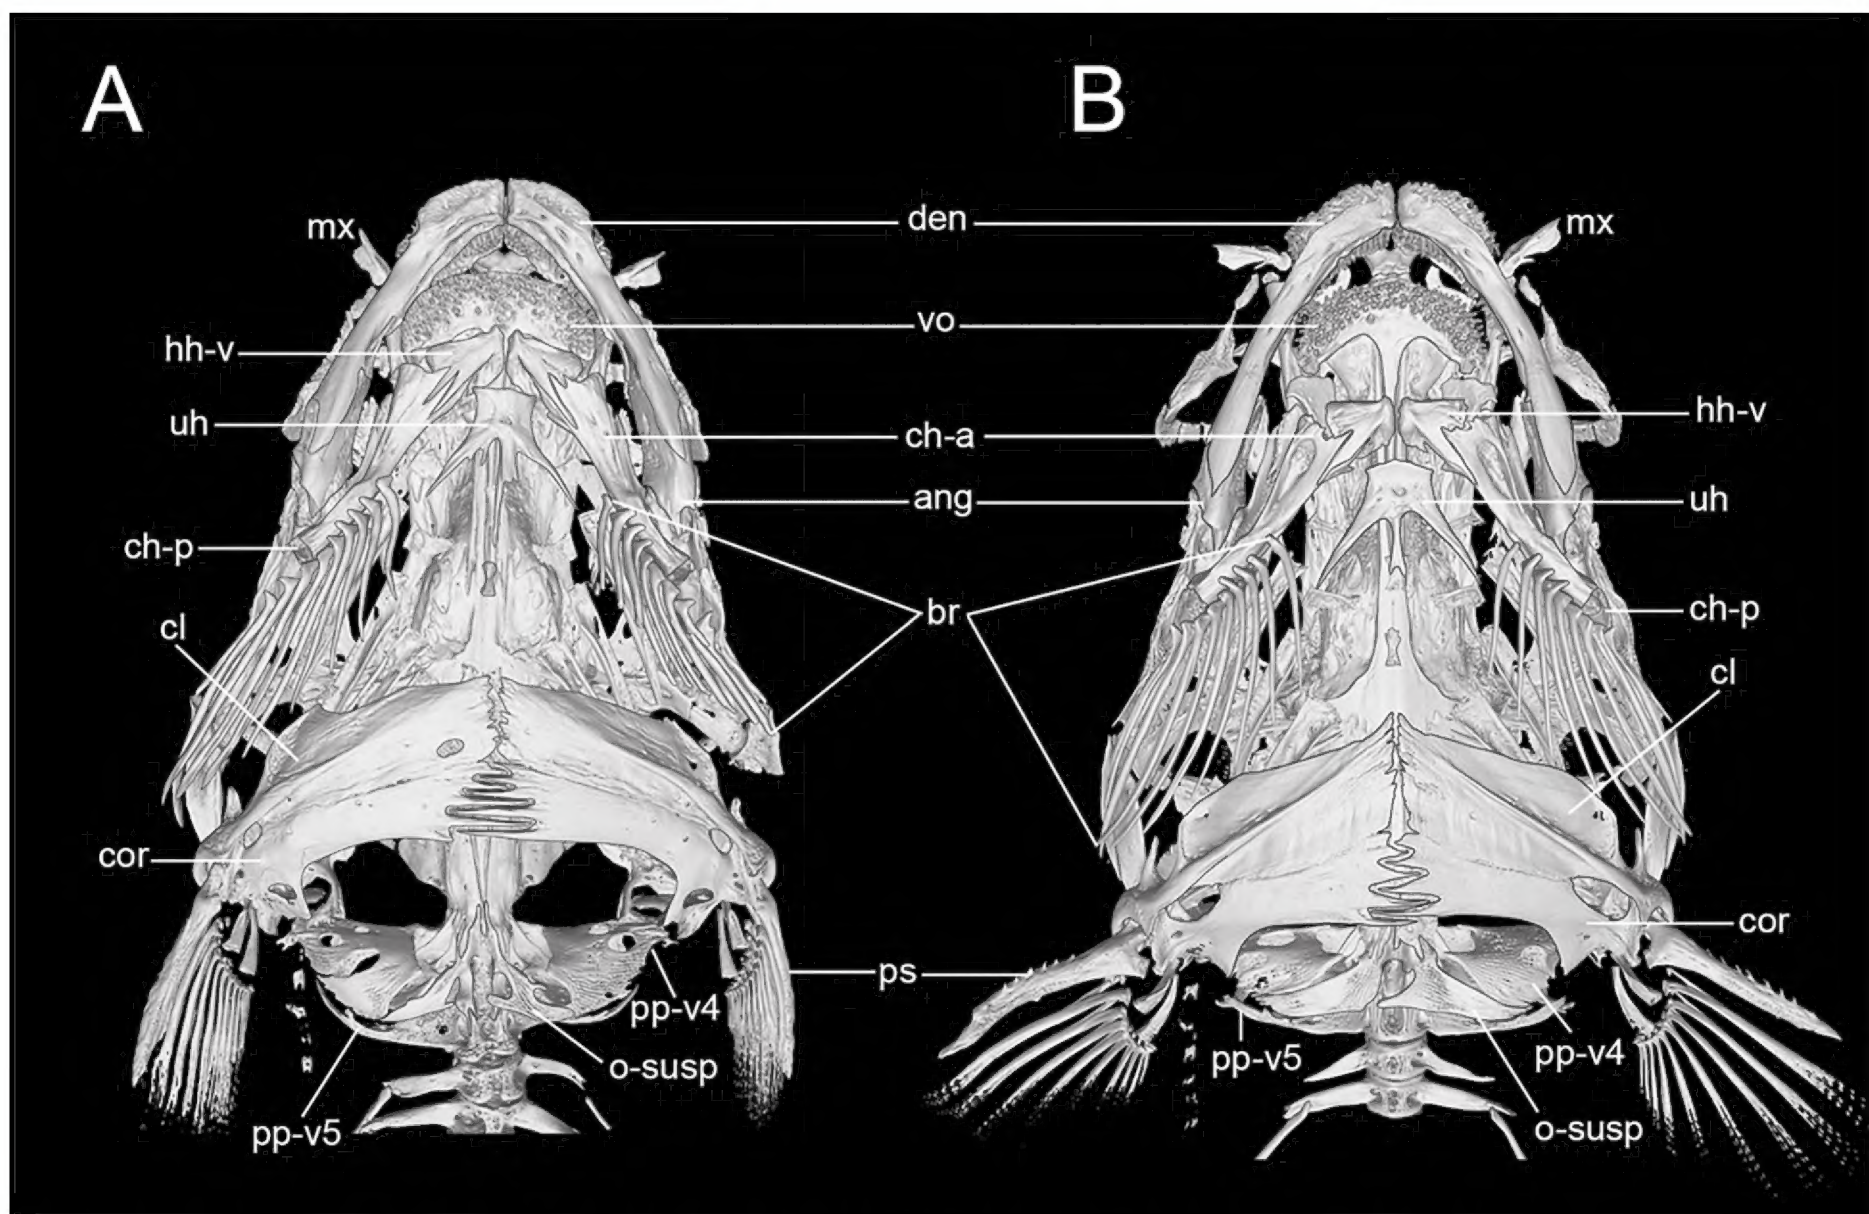 A
B
mx
den
mx
vo
hh-v
hh-v
uh
ch-a
ang
uh
ch-p
br
ch-p
cl
cl
cor
cor
ps
pp-v4
pp-v5
pp-v4
o-susp
pp-v5
o-susp